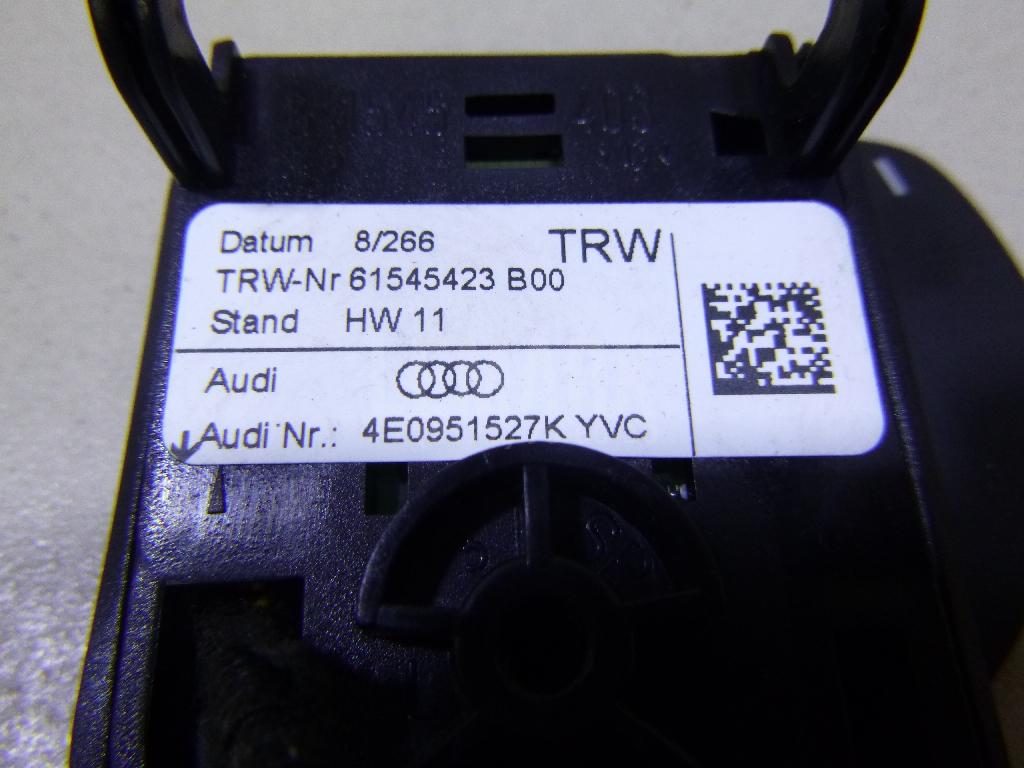 Datum 8/266 TRW
TRW-Nr 61545423 B00
Stand HW 11
Audi
Audi Nr.: 4E0951527K YVC